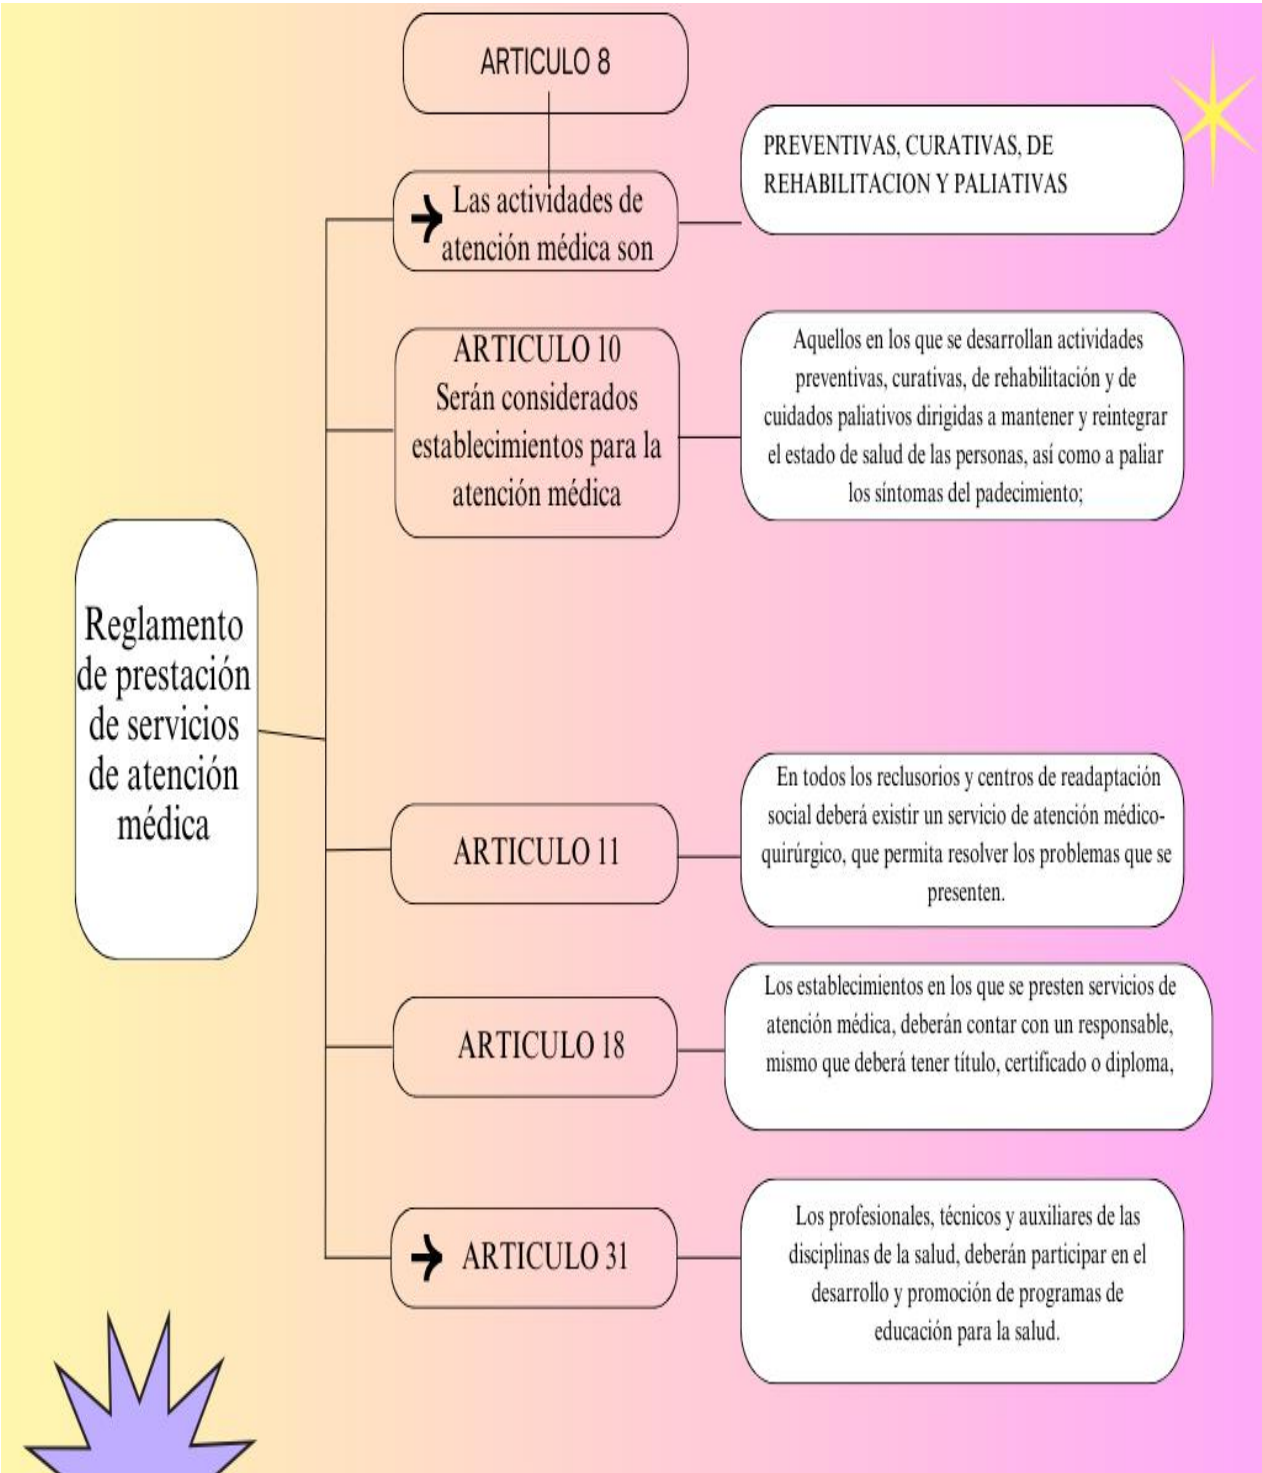 ARTICULO 8
Las actividades de
atención médica son
PREVENTIVAS, CURATIVAS, DE
REHABILITACION Y PALIATIVAS
ARTICULO 10
Serán considerados
establecimientos para la
atención médica
Aquellos en los que se desarrollan actividades
preventivas, curativas, de rehabilitación y de
cuidados paliativos dirigidas a mantener y reintegrar
el estado de salud de las personas, así como a paliar
los síntomas del padecimiento;
Reglamento
de prestación
de servicios
de atención
médica
ARTICULO 11
En todos los reclusorios y centros de readaptación
social deberá existir un servicio de atención médico-
quirúrgico, que permita resolver los problemas que se
presenten.
ARTICULO 18
Los establecimientos en los que se presten servicios de
atención médica, deberán contar con un responsable,
mismo que deberá tener título, certificado o diploma,
ARTICULO 31
Los profesionales, técnicos y auxiliares de las
disciplinas de la salud, deberán participar en el
desarrollo y promoción de programas de
educación para la salud.